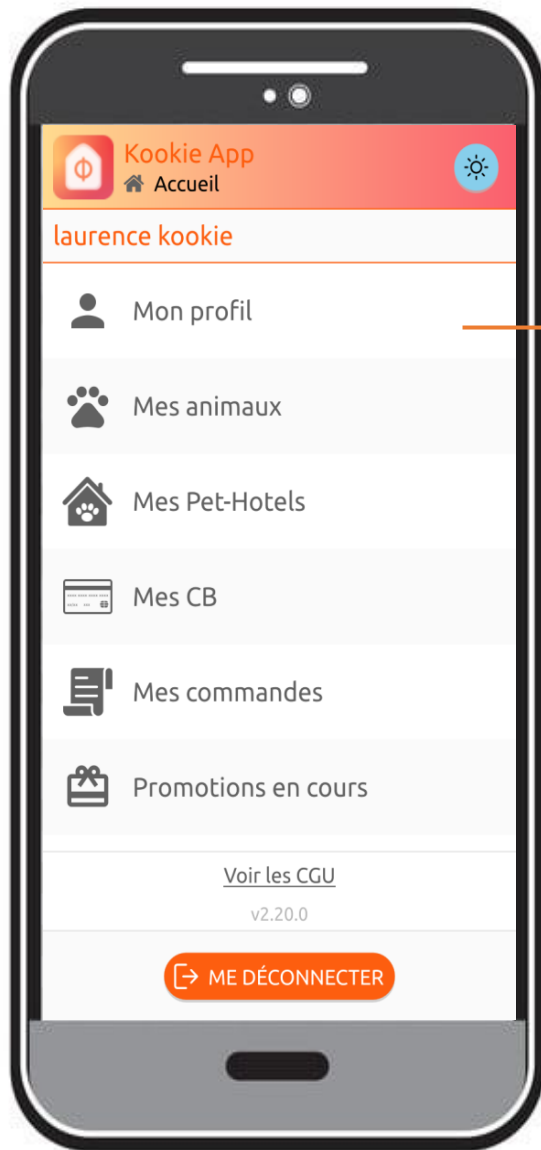 Kookie App
Accueil
laurence kookie
Mon profil
Mes animaux
Mes Pet-Hotels
Mes CB
Mes commandes
Promotions en cours
Voir les CGU
v2.20.0
ME DÉCONNECTER